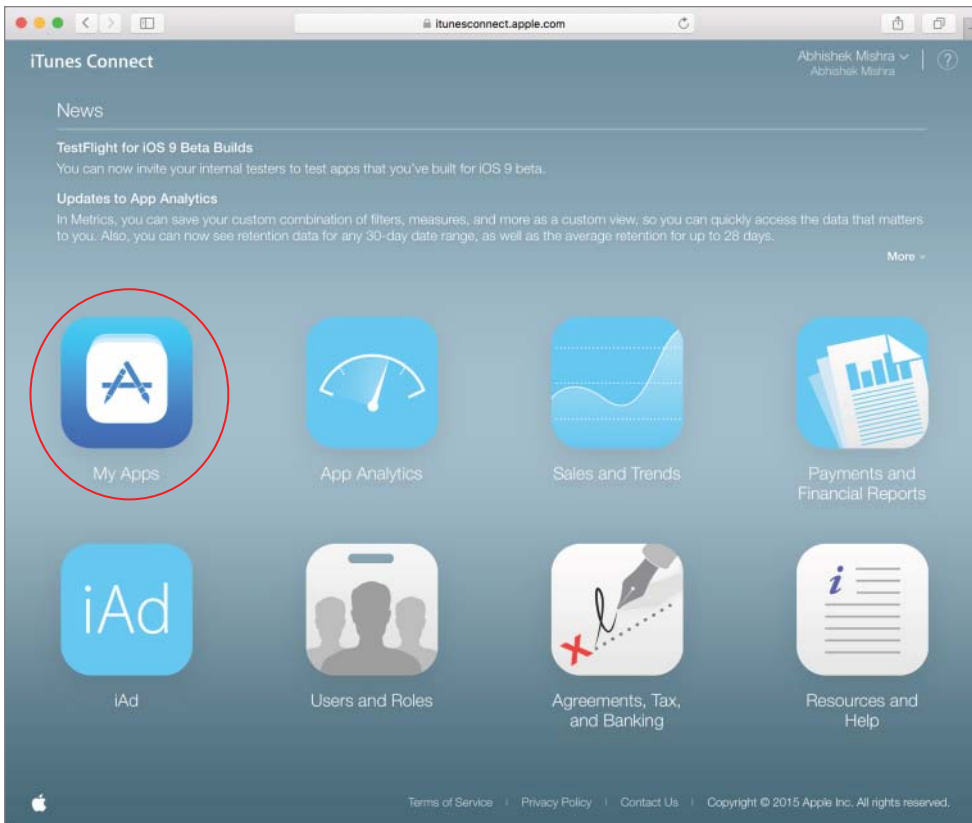 itunesconnect.apple.com
iTunes Connect
Abhishek Mishra
Abhishek Mishra
?
News
TestFlight for iOS 9 Beta Builds
You can now invite your internal testers to test apps that you've built for iOS 9 beta.
Updates to App Analytics
In Metrics, you can save your custom combination of filters, measures, and more as a custom view, so you can quickly access the data that matters
to you. Also, you can now see retention data for any 30-day date range, as well as the average retention for up to 28 days.
More
My Apps
App Analytics
Sales and Trends
Payments and
Financial Reports
iAd
i
iAd
Users and Roles
Agreements, Tax,
and Banking
Resources and
Help
Terms of Service | Privacy Policy | Contact Us | Copyright © 2015 Apple Inc. All rights reserved.